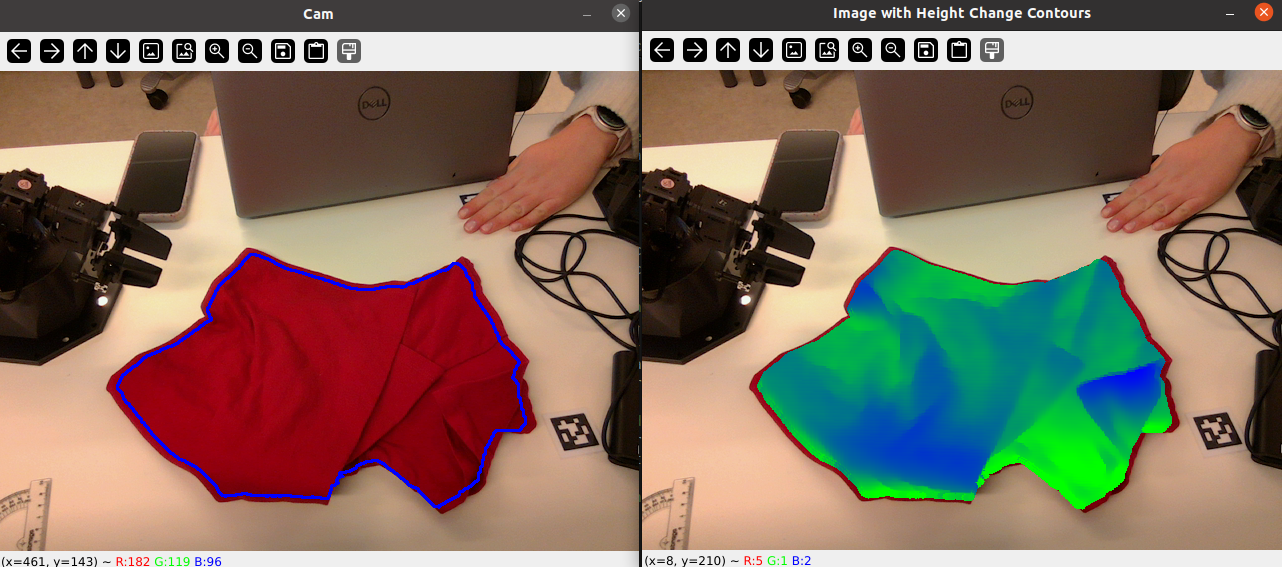 Cam
Image with Height Change Contours
DELL
DELL
(x=461, y=143) ~ R:182 G:119 B:96
(x=8, y=210) ~ R:5 G:1 B:2